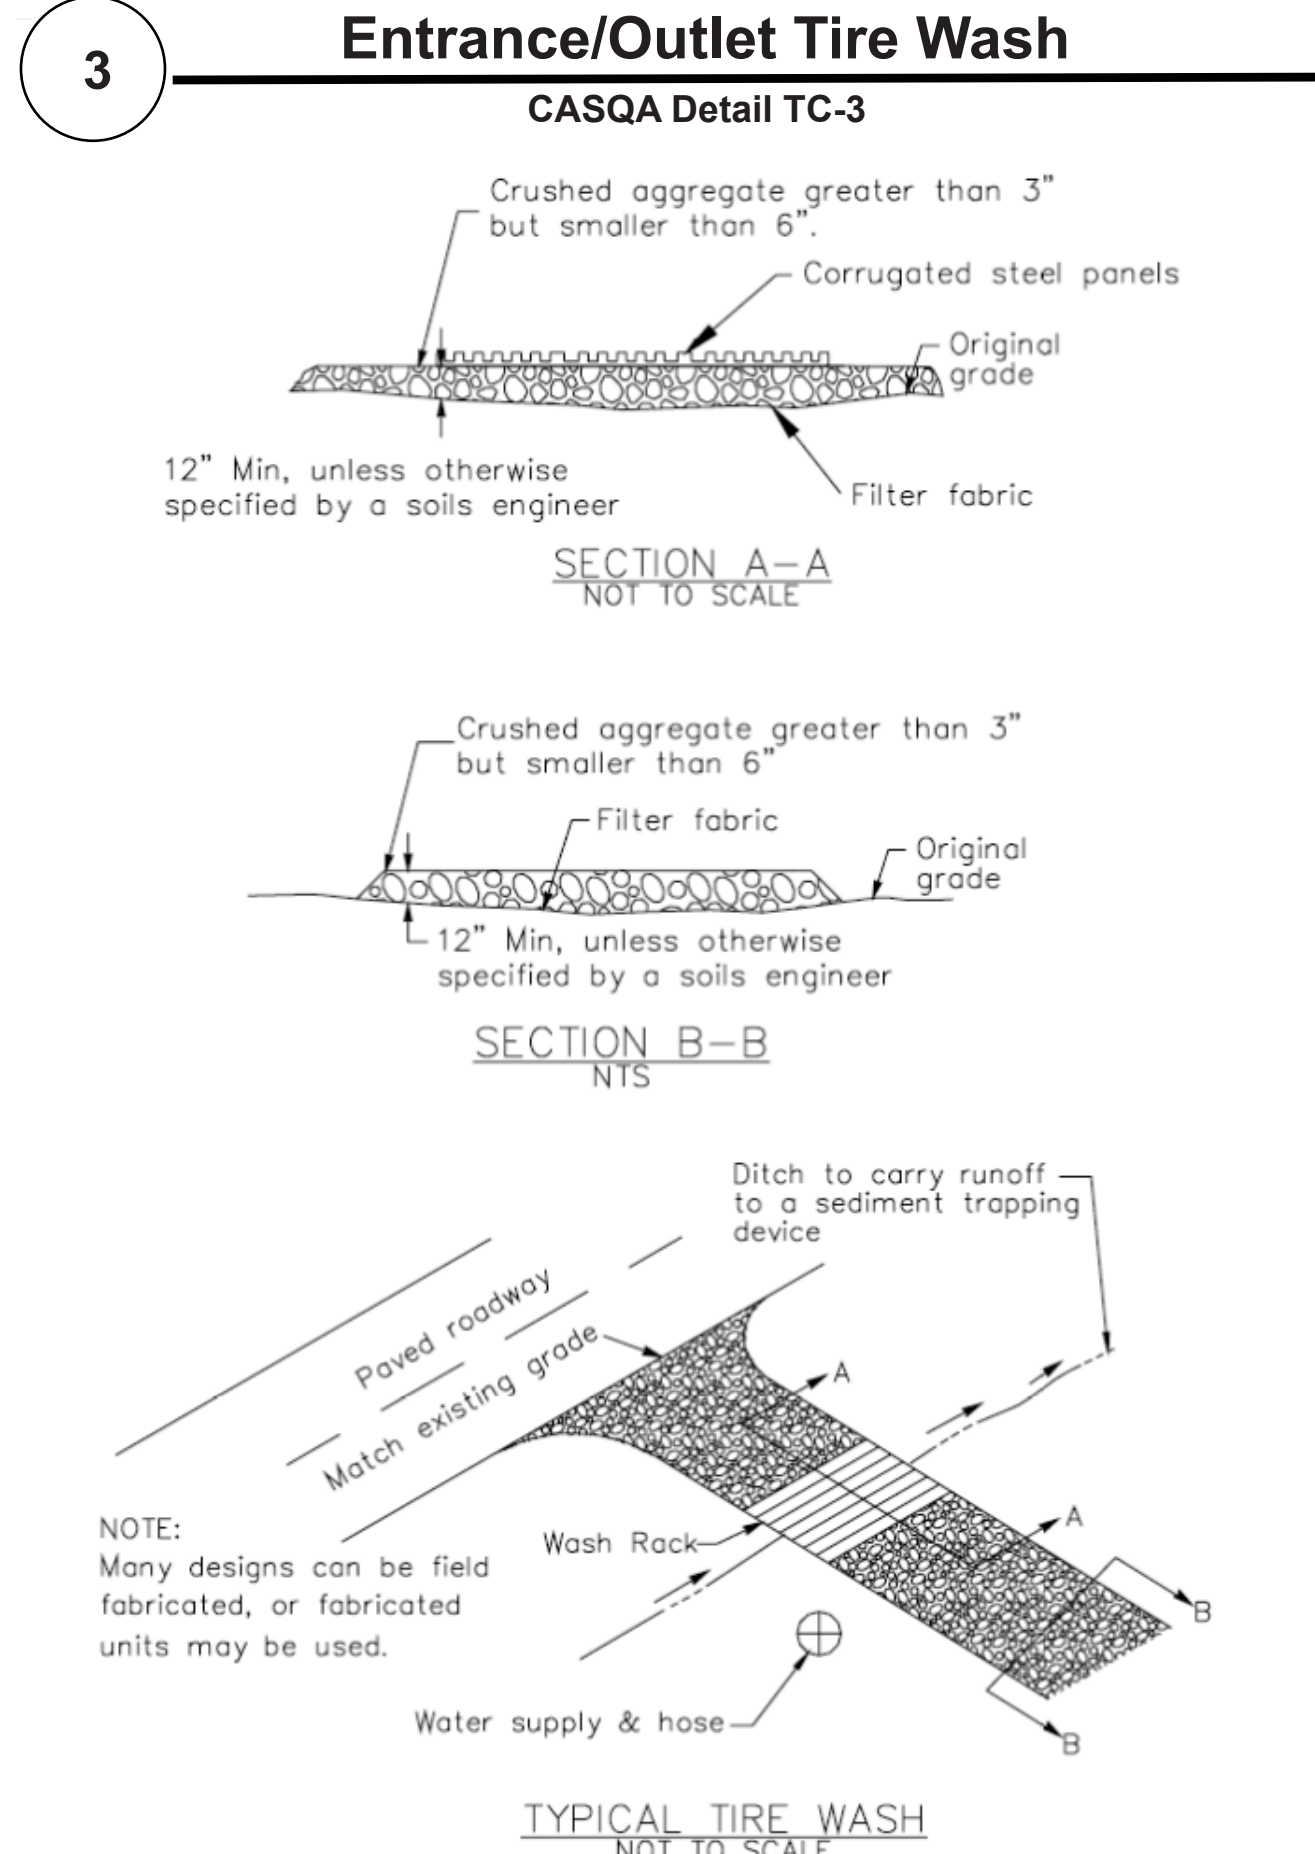 3
Entrance/Outlet Tire Wash
CASQA Detail TC-3
Crushed aggregate greater than 3”
but smaller than 6”.
Corrugated steel panels
Original
grade
12” Min, unless otherwise
specified by a soils engineer
Filter fabric
SECTION A-A
NOT TO SCALE
Crushed aggregate greater than 3”
but smaller than 6”
Filter fabric
Original
grade
12” Min, unless otherwise
specified by a soils engineer
SECTION B-B
NTS
Ditch to carry runoff
to a sediment trapping
device
Paved roadway
Match existing grade
A
A
NOTE:
Many designs can be field
fabricated, or fabricated
units may be used.
Wash Rack
B
Water supply & hose
B
TYPICAL TIRE WASH
NOT TO SCALE